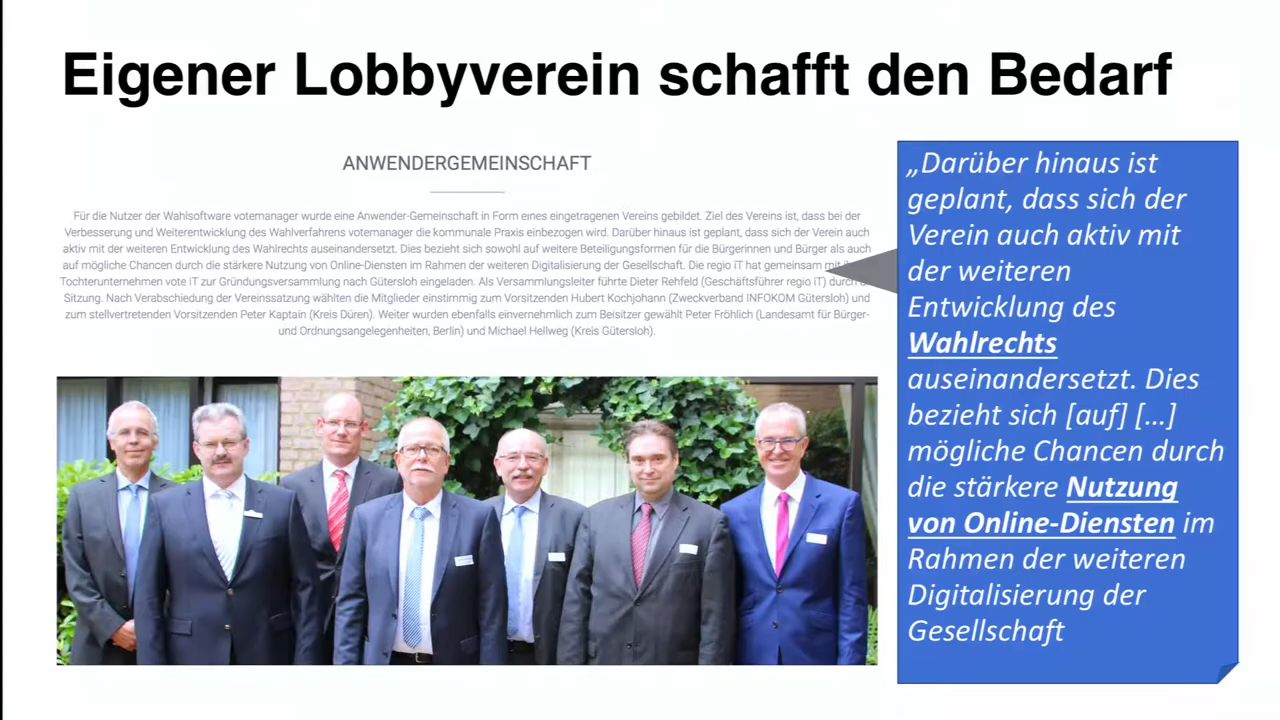 Eigener Lobbyverein schafft den Bedarf
ANWENDERGEMEINSCHAFT
Für die Nutzer der Wahlsoftware votemanager wurde eine Anwender-Gemeinschaft in Form eines eingetragenen Vereins gebildet. Ziel des Vereins ist, dass bei der
Verbesserung und Weiterentwicklung des Wahlverfahrens votemanager die kommunale Praxis einbezogen wird. Darüber hinaus ist geplant, dass sich der Verein auch
aktiv mit der weiteren Entwicklung des Wahlrechts auseinandersetzt. Dies bezieht sich sowohl auf weitere Beteiligungsformen für die Bürgerinnen und Bürger als auch
auf mögliche Chancen durch die stärkere Nutzung von Online-Diensten im Rahmen der weiteren Digitalisierung der Gesellschaft. Die regio iT hat gemeinsam mit
Tochterunternehmen vote iT zur Gründungsversammlung nach Gütersloh eingeladen. Als Versammlungsleiter führte Dieter Rehfeld (Geschäftsführer regio iT) durch
Sitzung. Nach Verabschiedung der Vereinssatzung wählten die Mitglieder einstimmig zum Vorsitzenden Hubert Kochjohann (Zweckverband INFOKOM Gütersloh) und
zum stellvertretenden Vorsitzenden Peter Kaptain (Kreis Düren). Weiter wurden ebenfalls einvernehmlich zum Beisitzer gewählt Peter Fröhlich (Landesamt für Bürger-
und Ordnungsangelegenheiten, Berlin) und Michael Hellweg (Kreis Gütersloh).
„Darüber hinaus ist
geplant, dass sich der
Verein auch aktiv mit
der weiteren
Entwicklung des
Wahlrechts
auseinandersetzt. Dies
bezieht sich [auf] […]
mögliche Chancen durch
die stärkere Nutzung
von Online-Diensten im
Rahmen der weiteren
Digitalisierung der
Gesellschaft